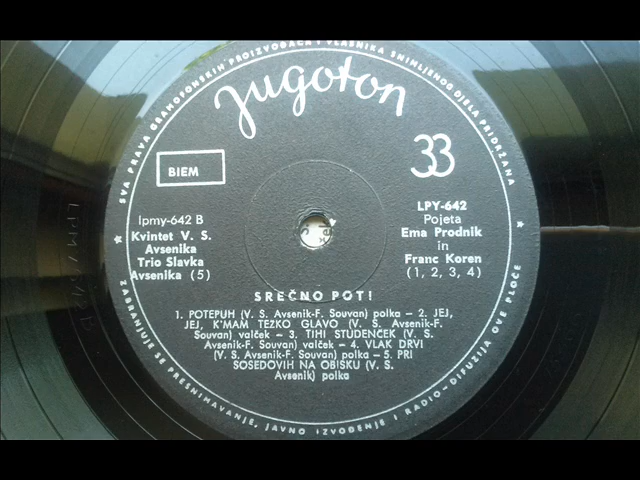 SVA PRAVA GRAMOFONSKIH PROIZVOĐAČA I VLASNIKA SNIMLJENOG DJELA PRIDRŽANA
Jugoton
BIEM
33
lpmy-642 B
Kvintet V. S.
Avsenika
Trio Slavka
Avsenika (5)
LPY-642
Pojeta
Ema Prodnik
in
Franc Koren
(1, 2, 3, 4)
SREČNO POT!
1. POTEPUH (V. S. Avsenik-F.
Souvan) polka – 2. JEJ,
JEJ, K'MAM TEZKO GLAVO (V. S. Avsenik-F.
Souvan) valček – 3. TIHI STUDENCEK (V. S.
Avsenik-F. Souvan) valček – 4. VLAK DRVI
(V. S. Avsenik-F. Souvan) polka – 5. PRI
SOSEDOVIH NA OBISKU (V. S.
Avsenik) polka
ZABRANJUJE SE PRESNIMAVANJE, JAVNO IZVOĐENJE I RADIO-DIFUZIJA OVE PLOČE